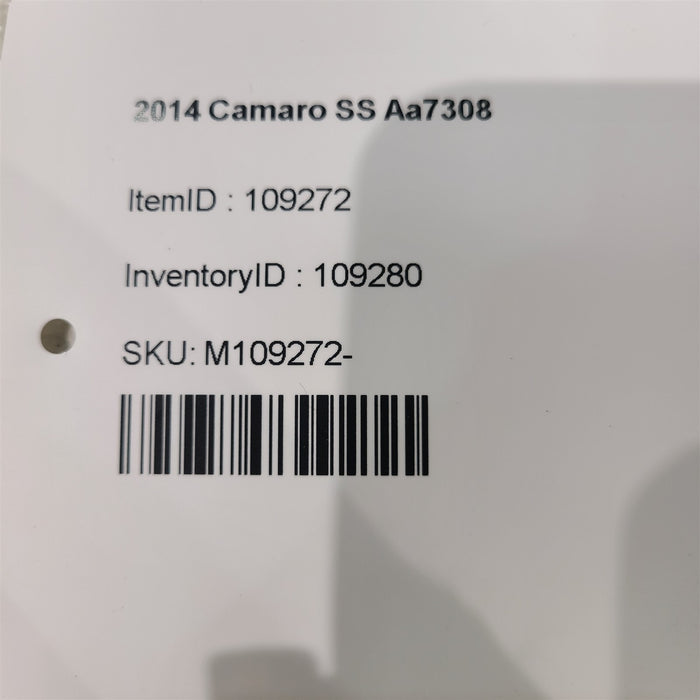 2014 Camaro SS Aa7308
ItemID : 109272
InventoryID : 109280
SKU: M109272-